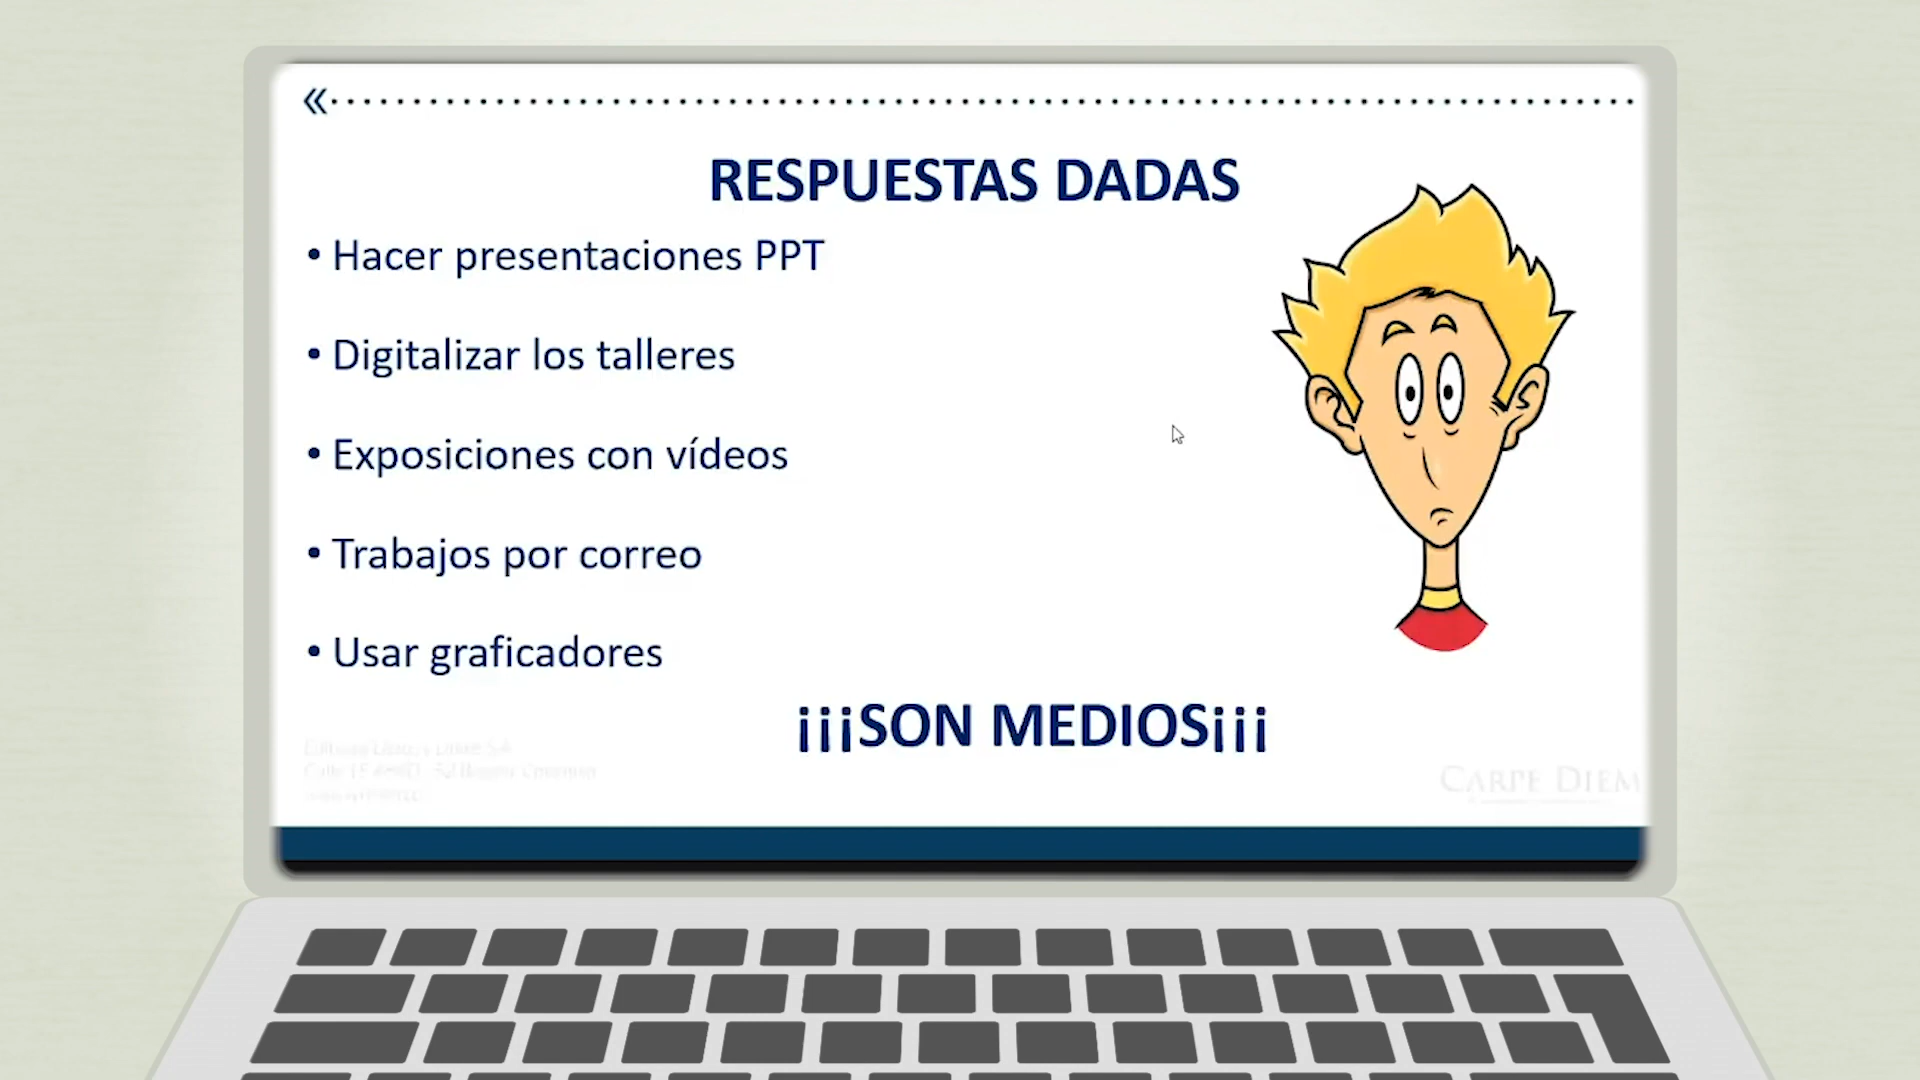 RESPUESTAS DADAS
• Hacer presentaciones PPT
• Digitalizar los talleres
• Exposiciones con vídeos
• Trabajos por correo
• Usar graficadores
¡¡¡SON MEDIOS¡¡¡
CARPE DIEM